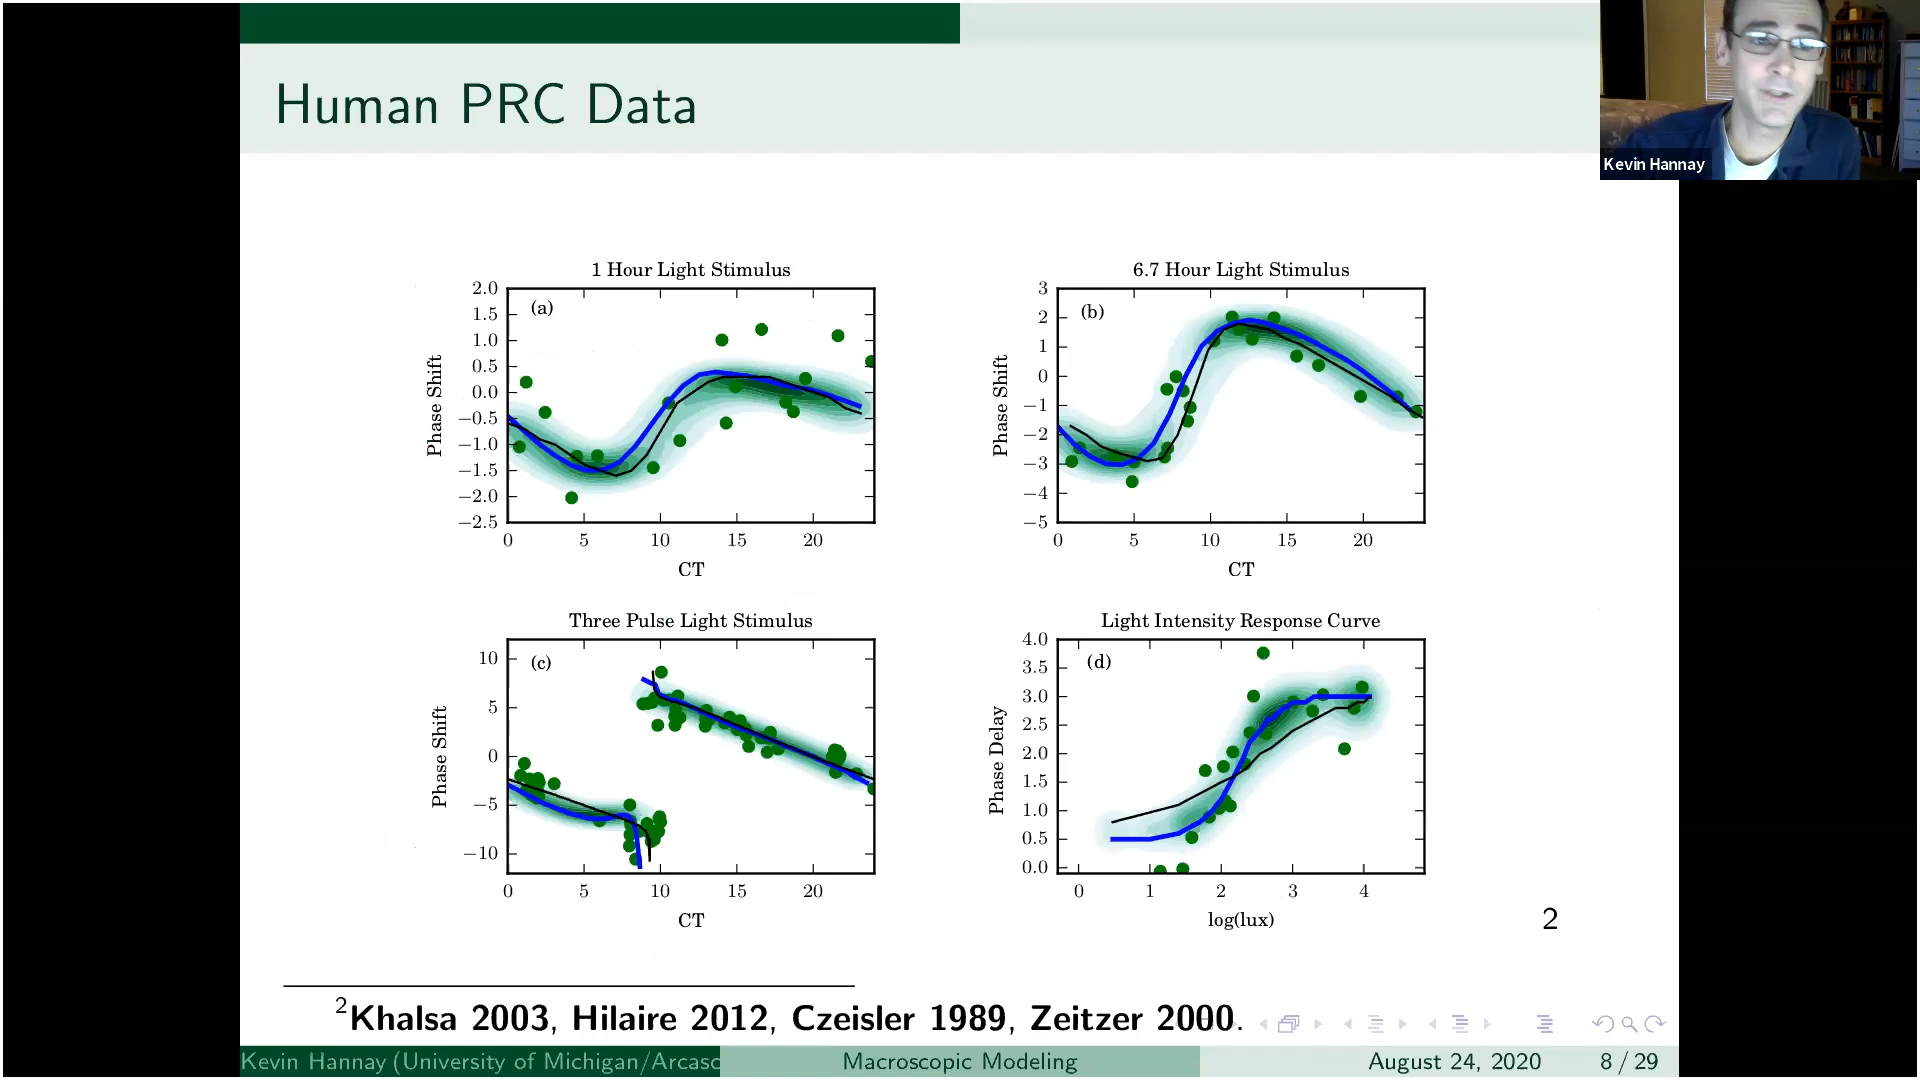 Human PRC Data
Kevin Hannay
1 Hour Light Stimulus
(a)
2.0
1.5
1.0
0.5
0.0
−0.5
−1.0
−1.5
−2.0
−2.5
Phase Shift
0 5 10 15 20
CT
6.7 Hour Light Stimulus
(b)
3
2
1
0
−1
−2
−3
−4
−5
Phase Shift
0 5 10 15 20
CT
Three Pulse Light Stimulus
(c)
10
5
0
−5
−10
Phase Shift
0 5 10 15 20
CT
Light Intensity Response Curve
(d)
4.0
3.5
3.0
2.5
2.0
1.5
1.0
0.5
0.0
Phase Delay
0 1 2 3 4
log(lux)
2
2Khalsa 2003, Hilaire 2012, Czeisler 1989, Zeitzer 2000.
Kevin Hannay (University of Michigan/Arcasc Macroscopic Modeling August 24, 2020 8 / 29